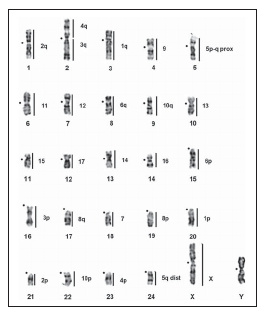 4q
2q 3q 1q 9 5p-q prox
1 2 3 4 5
11 12 6q 10q 13
6 7 8 9 10
15 17 14 16 6p
11 12 13 14 15
3p 8q 7 8p 1p
16 17 18 19 20
2p 10p 4p 5q dist X
21 22 23 24 X Y